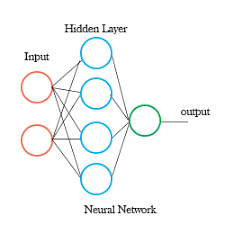 Hidden Layer
Input
output
Neural Network